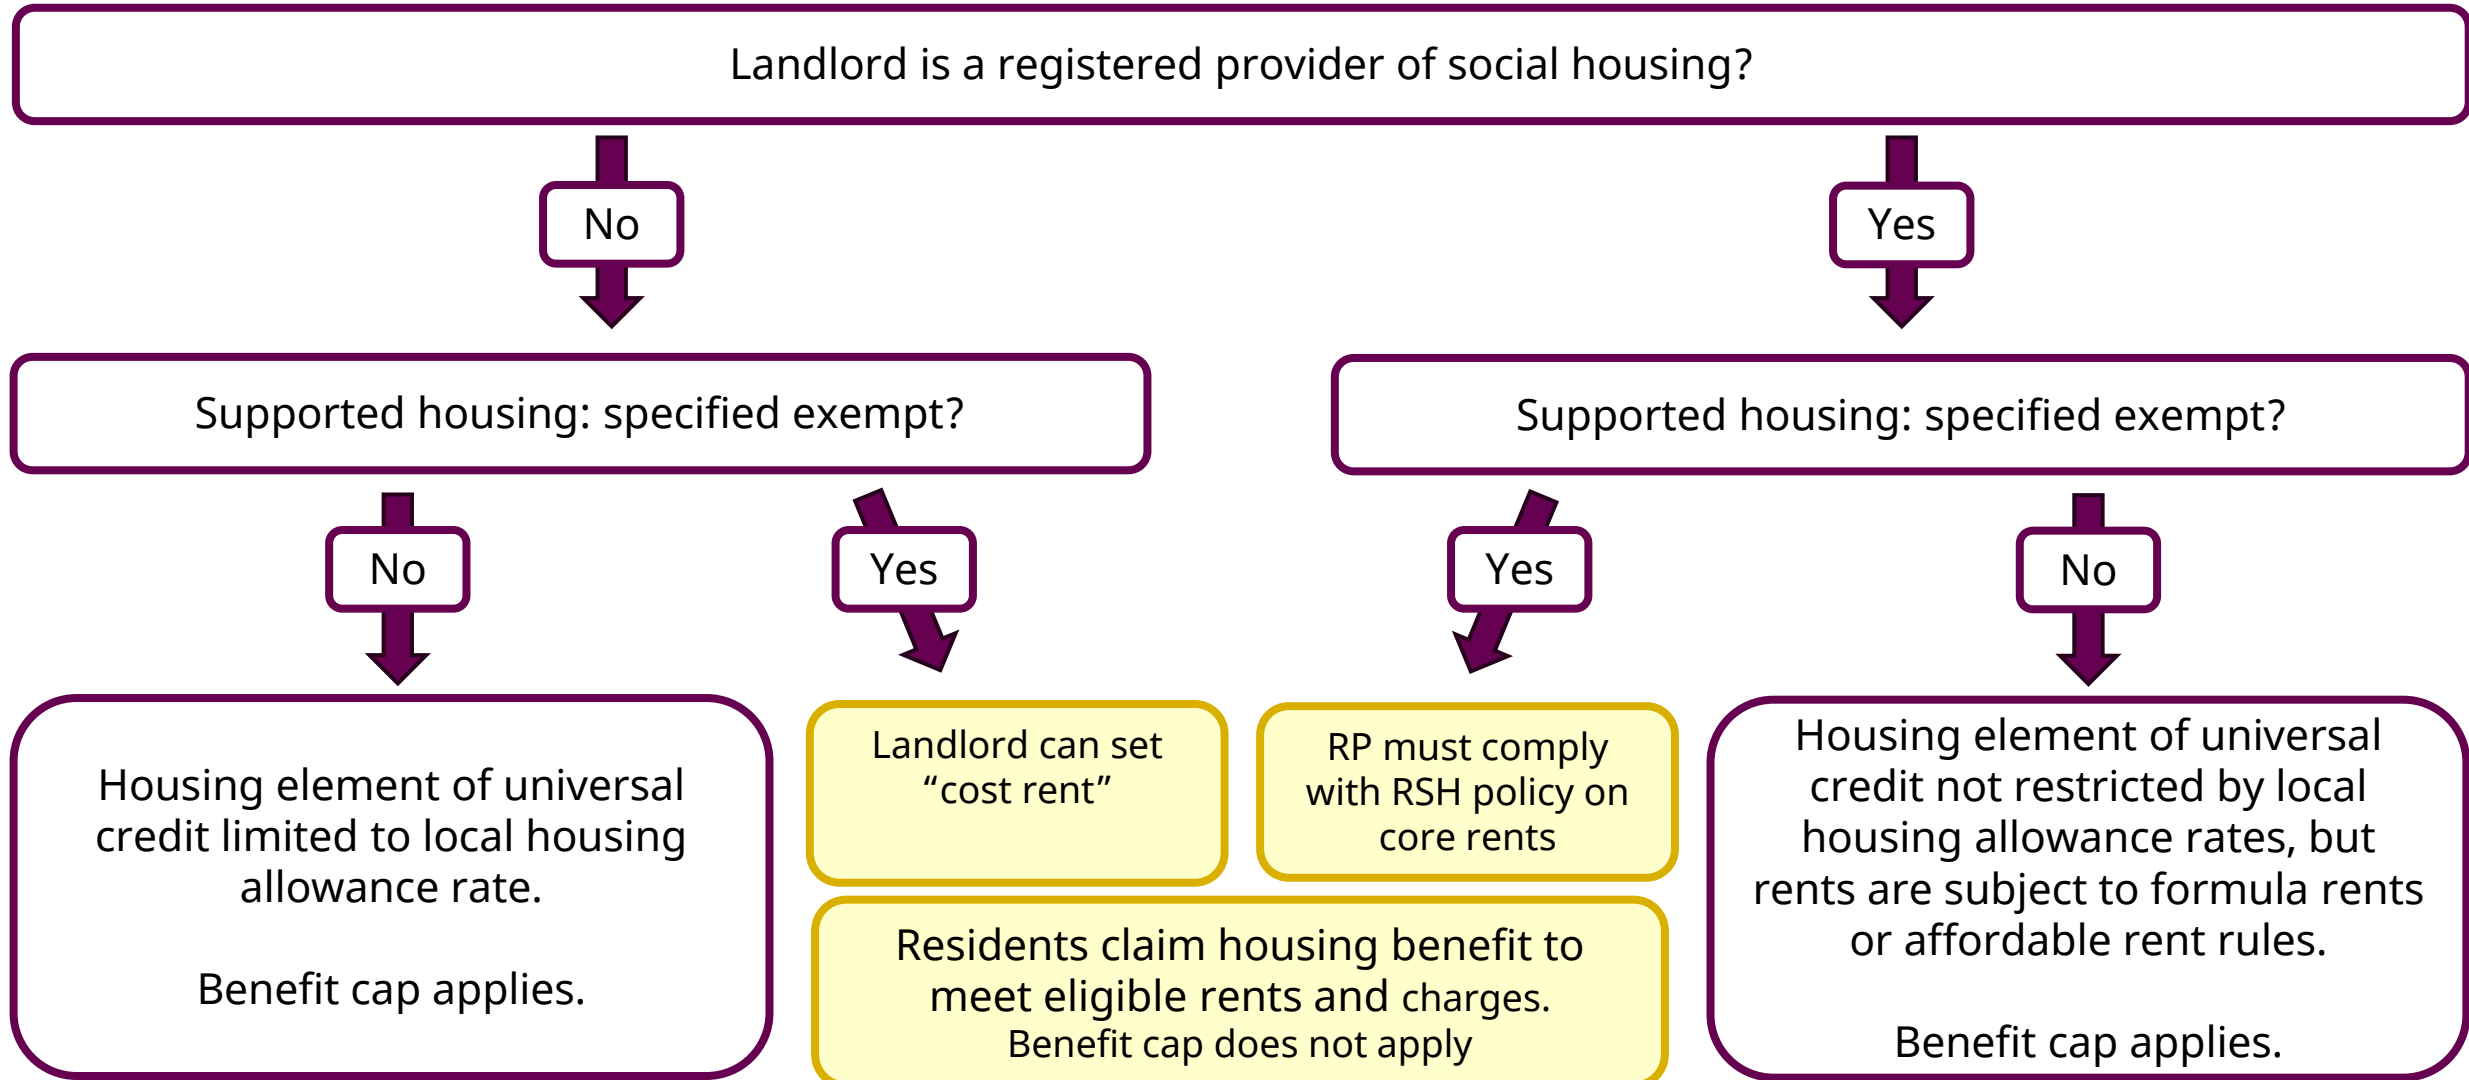 Landlord is a registered provider of social housing?
No
Yes
Supported housing: specified exempt?
Supported housing: specified exempt?
No
Yes
Yes
No
Housing element of universal
credit limited to local housing
allowance rate.
Benefit cap applies.
Landlord can set
“cost rent”
RP must comply
with RSH policy on
core rents
Residents claim housing benefit to
meet eligible rents and charges.
Benefit cap does not apply
Housing element of universal
credit not restricted by local
housing allowance rates, but
rents are subject to formula rents
or affordable rent rules.
Benefit cap applies.